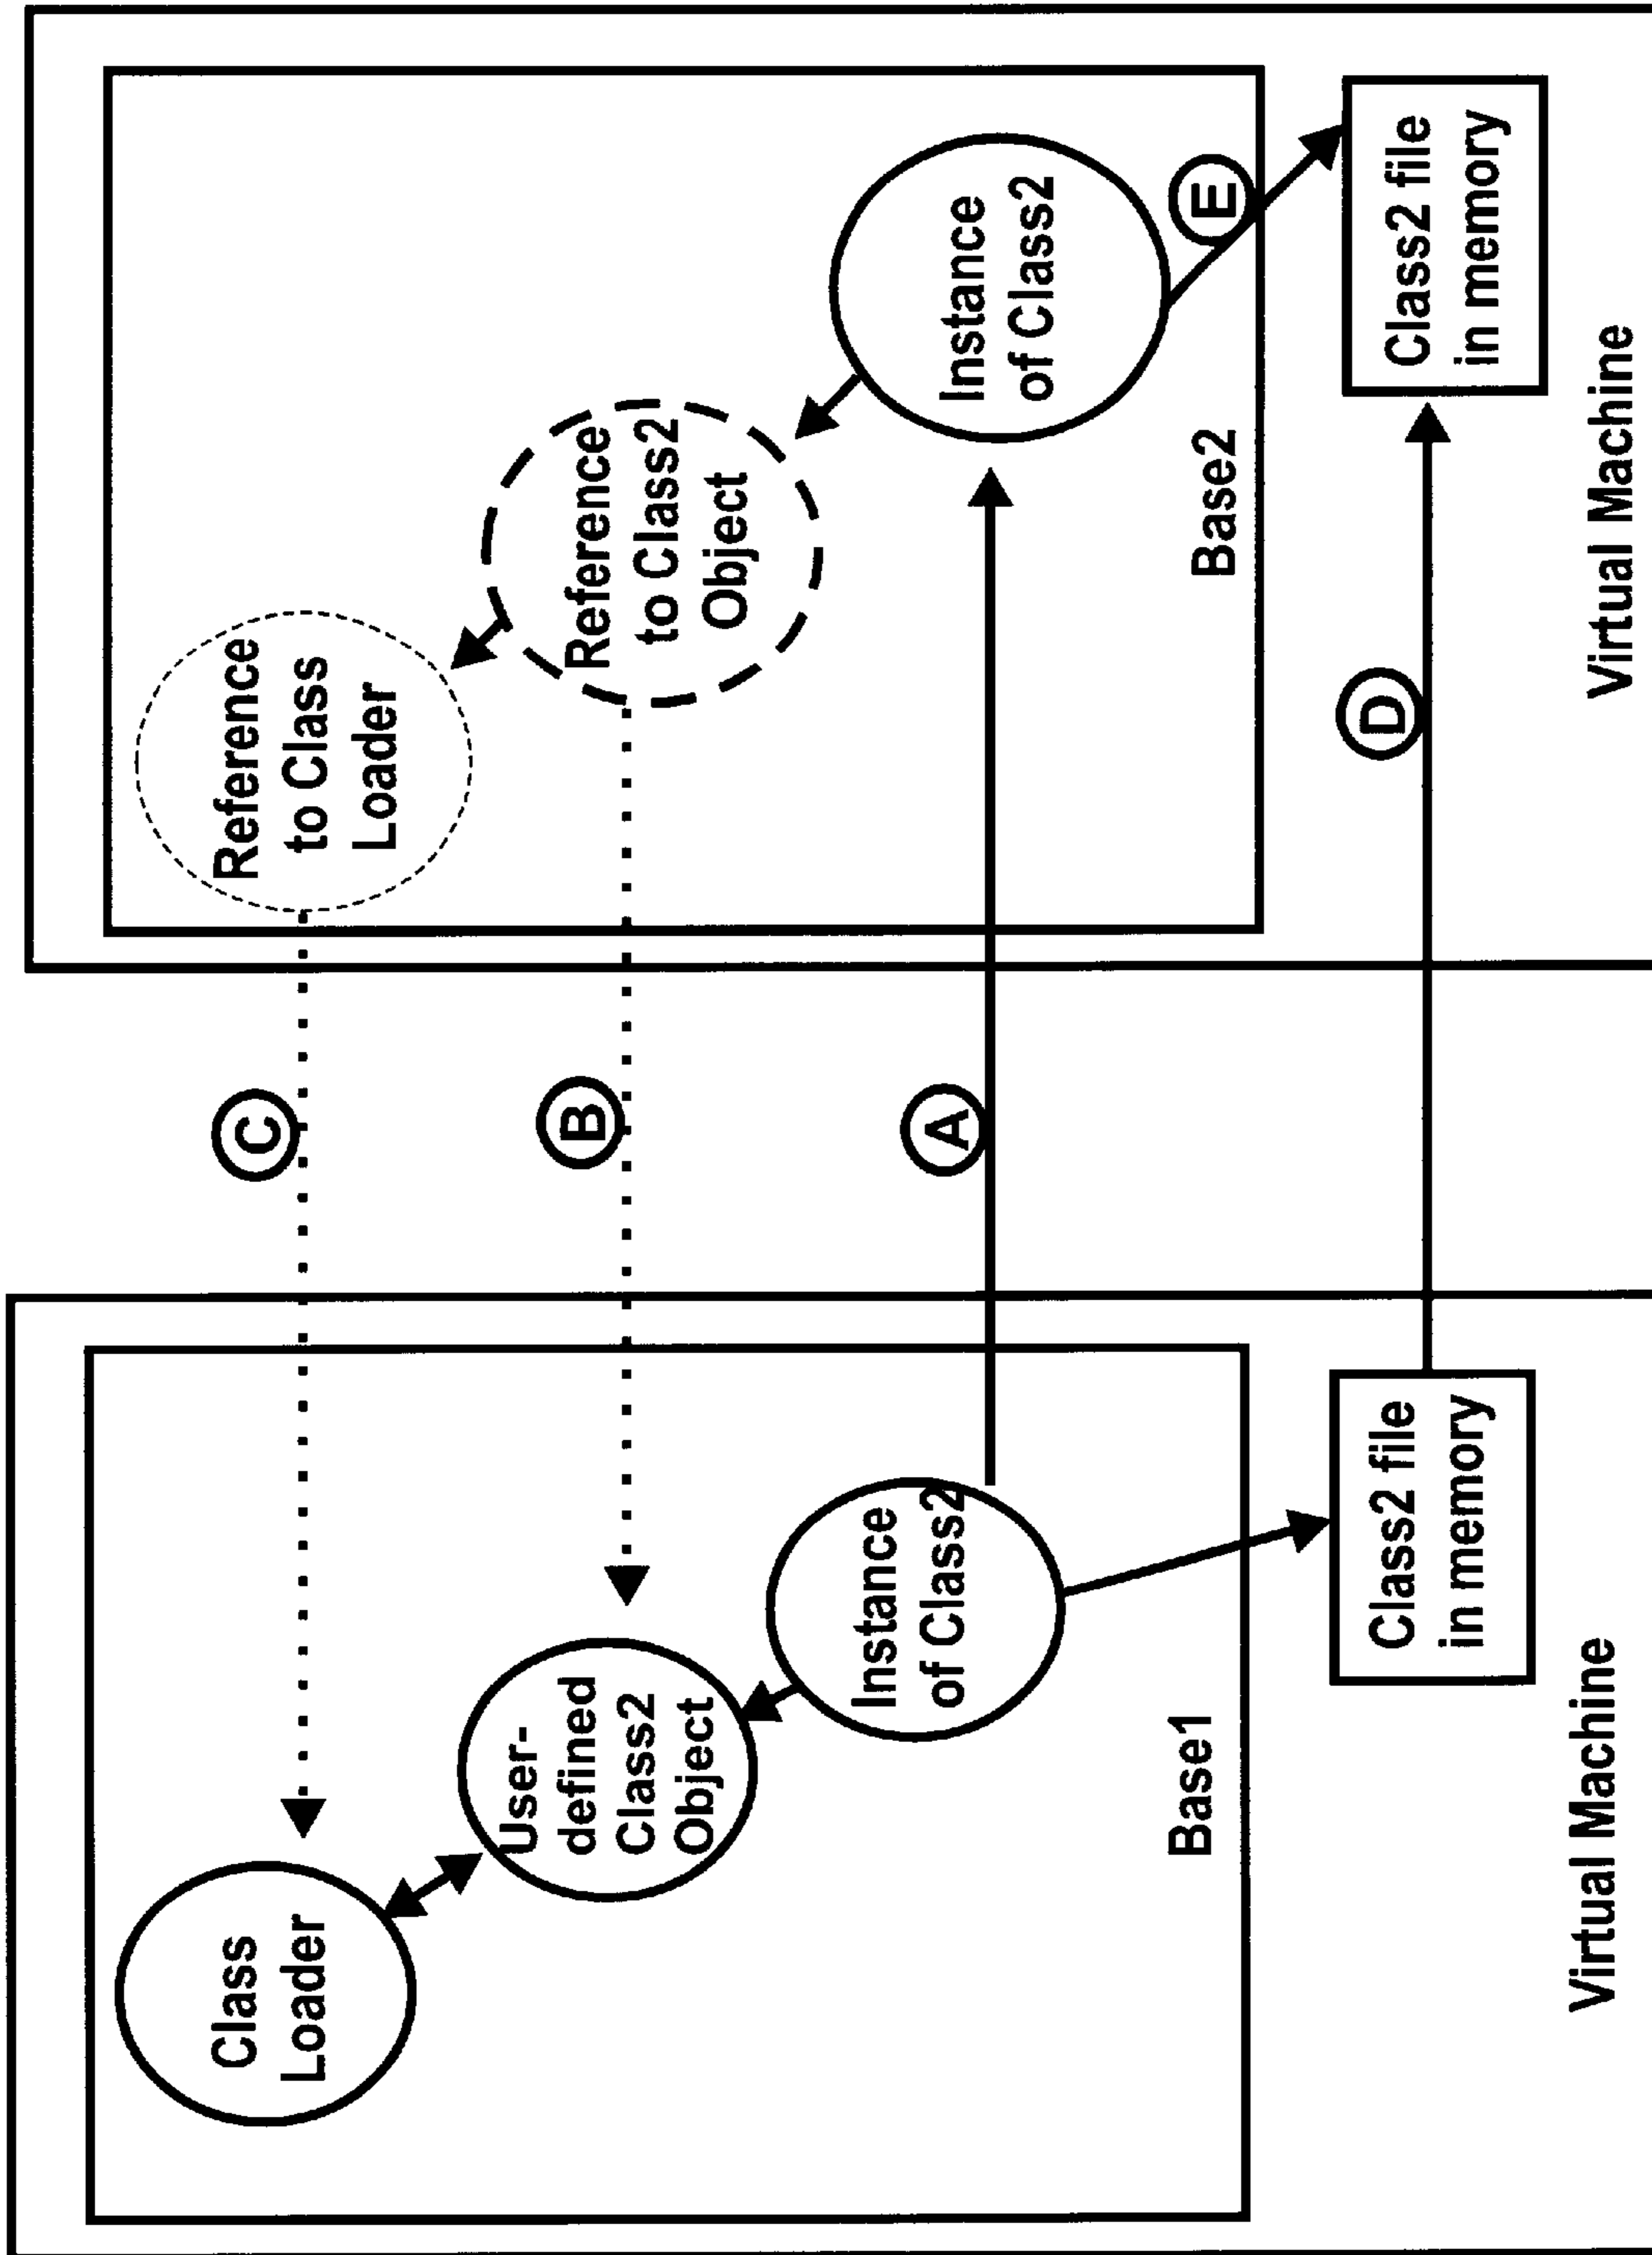 Class
Loader
User-
defined
Class2
Object
Instance
of Class2
Base1
Class2 file
in memory
Virtual Machine
C
B
A
D
Reference
to Class
Loader
Reference
to Class2
Object
Instance
of Class2
E
Base2
Class2 file
in memory
Virtual Machine